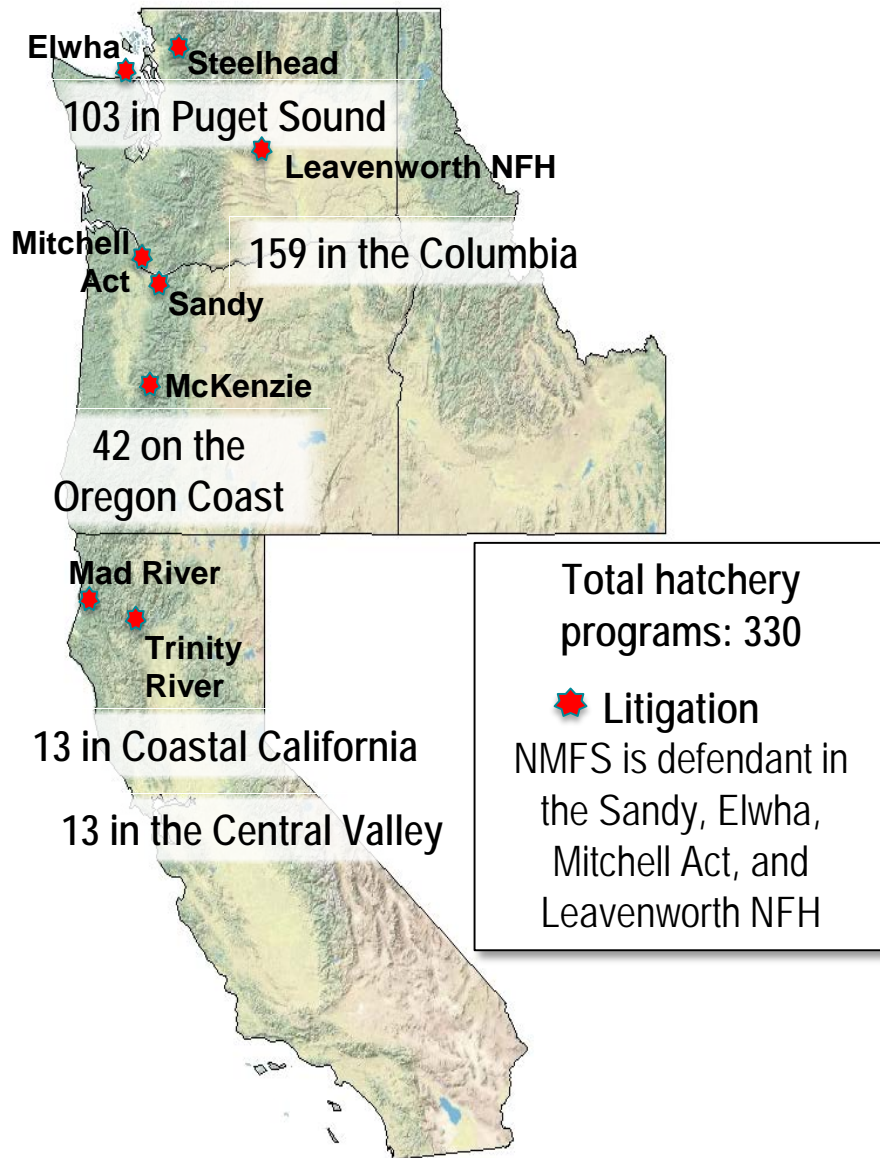 Elwha
Steelhead
103 in Puget Sound
Leavenworth NFH
Mitchell
Act
159 in the Columbia
Sandy
McKenzie
42 on the
Oregon Coast
Mad River
Trinity
River
13 in Coastal California
13 in the Central Valley
Total hatchery
programs: 330
Litigation
NMFS is defendant in
the Sandy, Elwha,
Mitchell Act, and
Leavenworth NFH